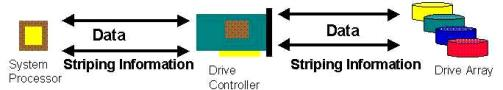 Data
Data
Striping Information
Striping Information
System
Processor
Drive
Controller
Drive Array